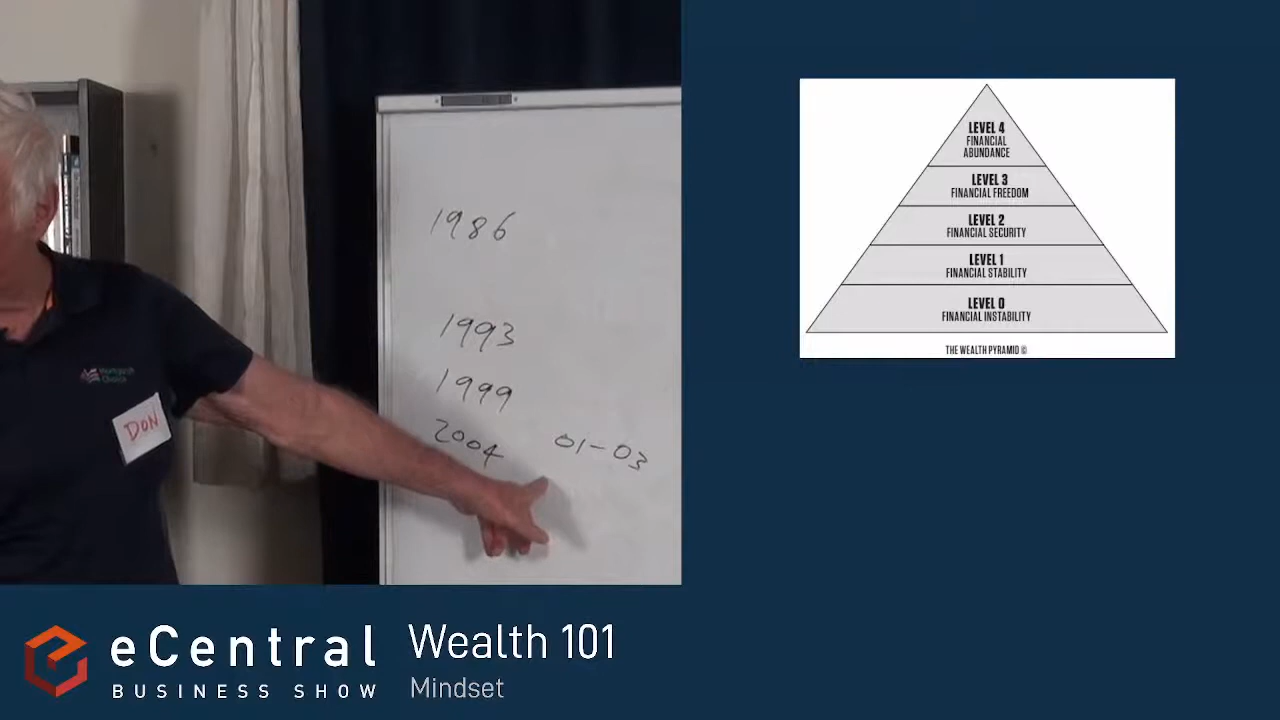 1986
1993
1999
2004 01-03
DON
LEVEL 4
FINANCIAL
ABUNDANCE
LEVEL 3
FINANCIAL FREEDOM
LEVEL 2
FINANCIAL SECURITY
LEVEL 1
FINANCIAL STABILITY
LEVEL 0
FINANCIAL INSTABILITY
THE WEALTH PYRAMID ©
eCentral
BUSINESS SHOW
Wealth 101
Mindset